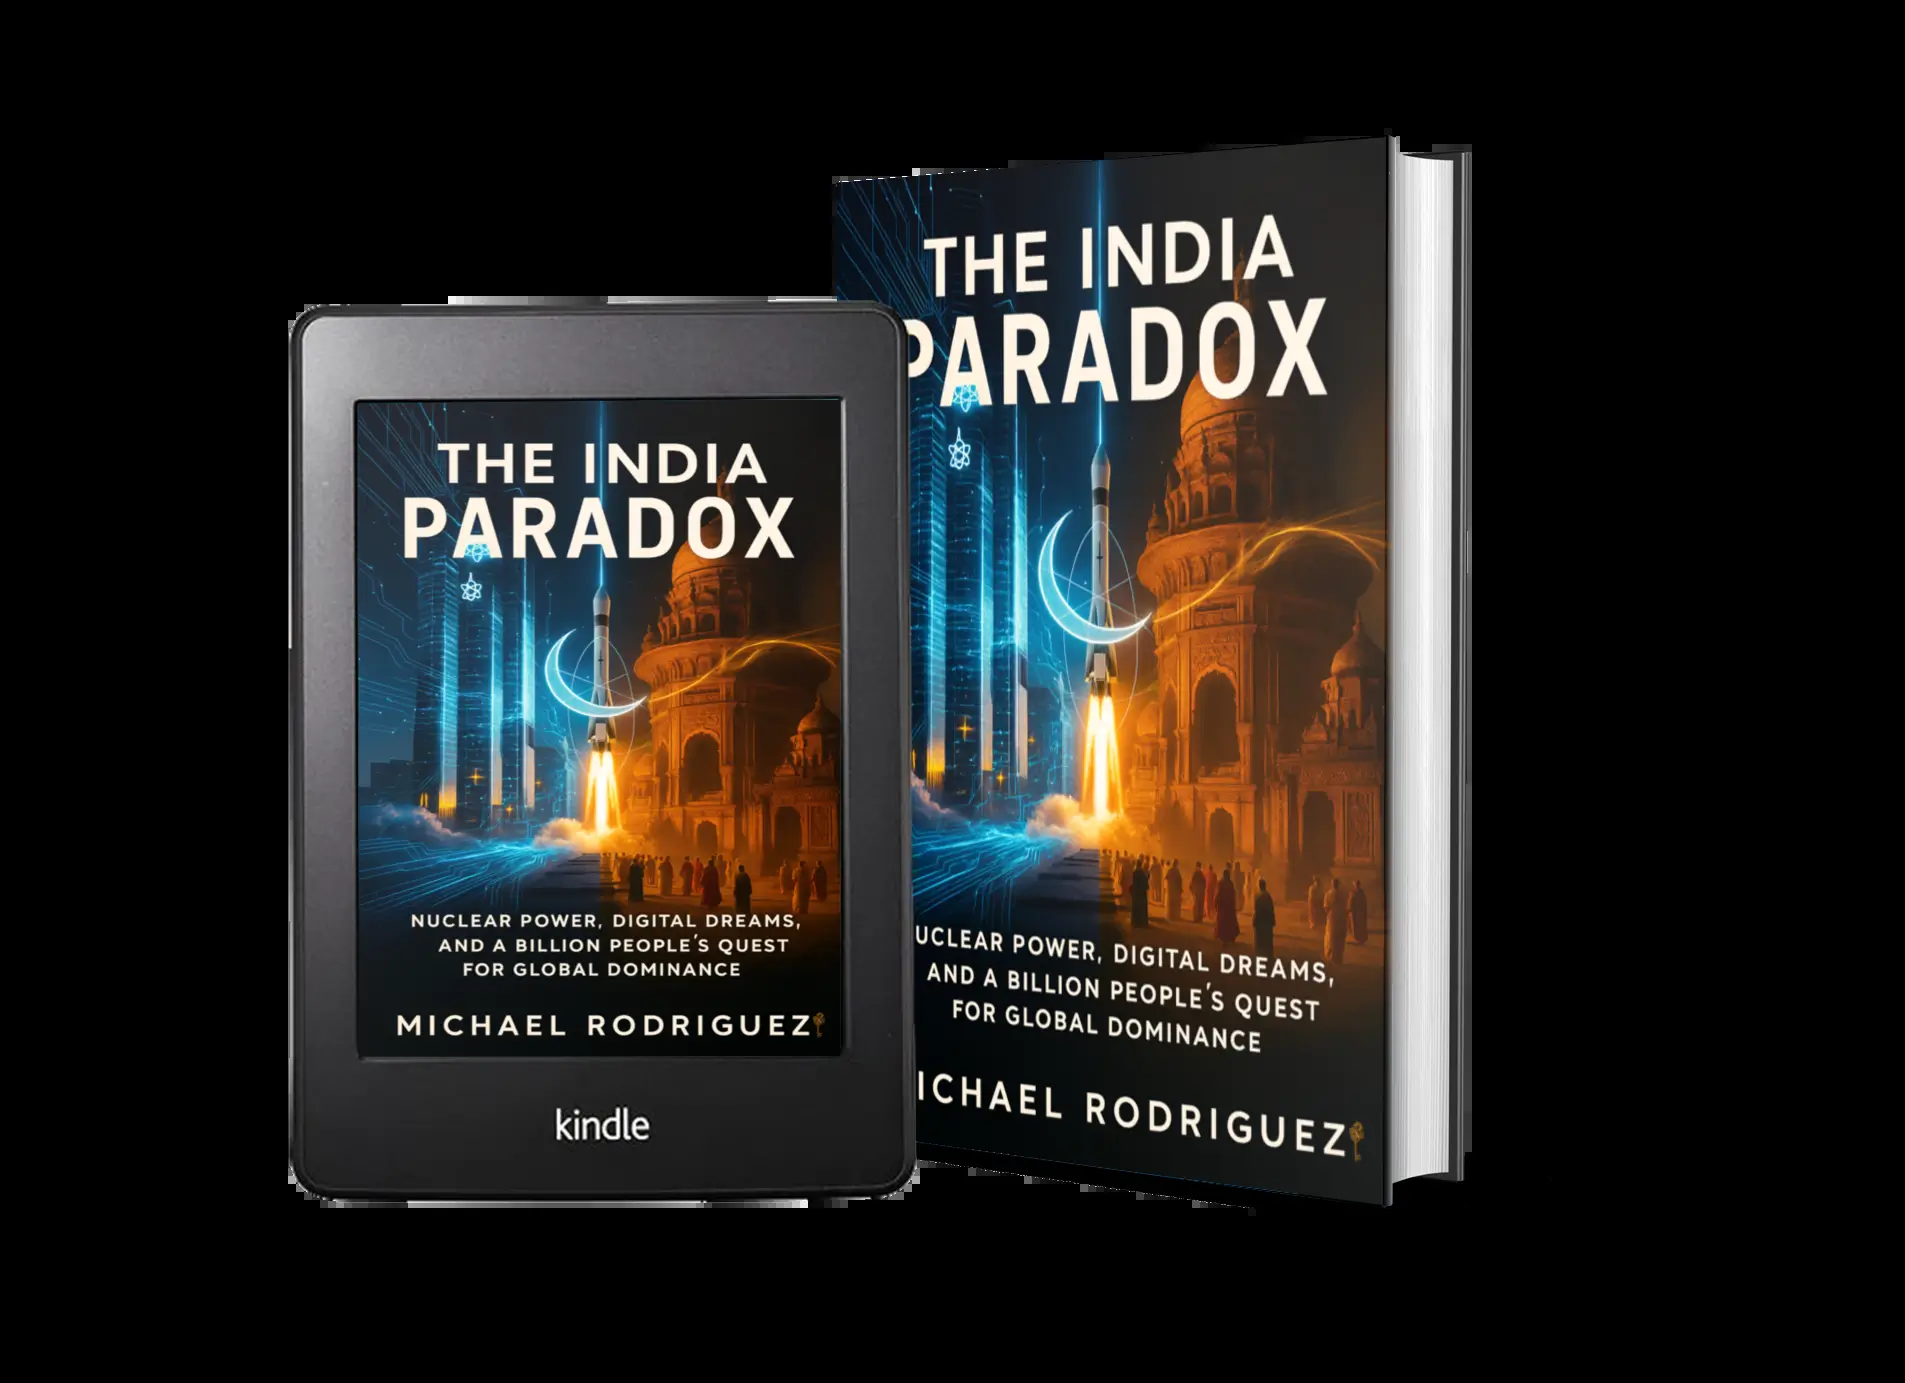 THE INDIA
PARADOX
NUCLEAR POWER, DIGITAL DREAMS,
AND A BILLION PEOPLE'S QUEST
FOR GLOBAL DOMINANCE
MICHAEL RODRIGUEZ
kindle
THE INDIA
PARADOX
UCLEAR POWER, DIGITAL DREAMS,
AND A BILLION PEOPLE'S QUEST
FOR GLOBAL DOMINANCE
ICHAEL RODRIGUEZ